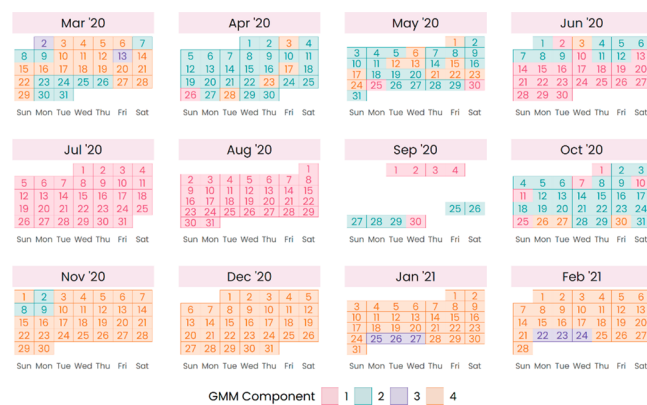 Mar '20
2 3 4 5 6 7
8 9 10 11 12 13 14
15 16 17 18 19 20 21
22 23 24 25 26 27 28
29 30 31
Sun Mon Tue Wed Thu Fri Sat
Apr '20
1 2 3 4
5 6 7 8 9 10 11
12 13 14 15 16 17 18
19 20 21 22 23 24 25
26 27 28 29 30
Sun Mon Tue Wed Thu Fri Sat
May '20
1 2
3 4 5 6 7 8 9
10 11 12 13 14 15 16
17 18 19 20 21 22 23
24 25 26 27 28 29 30
31
Sun Mon Tue Wed Thu Fri Sat
Jun '20
1 2 3 4 5 6
7 8 9 10 11 12 13
14 15 16 17 18 19 20
21 22 23 24 25 26 27
28 29 30
Sun Mon Tue Wed Thu Fri Sat
Jul '20
1 2 3 4
5 6 7 8 9 10 11
12 13 14 15 16 17 18
19 20 21 22 23 24 25
26 27 28 29 30 31
Sun Mon Tue Wed Thu Fri Sat
Aug '20
1
2 3 4 5 6 7 8
9 10 11 12 13 14 15
16 17 18 19 20 21 22
23 24 25 26 27 28 29
30 31
Sun Mon Tue Wed Thu Fri Sat
Sep '20
1 2 3 4
25 26
27 28 29 30
Sun Mon Tue Wed Thu Fri Sat
Oct '20
1 2 3
4 5 6 7 8 9 10
11 12 13 14 15 16 17
18 19 20 21 22 23 24
25 26 27 28 29 30 31
Sun Mon Tue Wed Thu Fri Sat
Nov '20
1 2 3 4 5 6 7
8 9 10 11 12 13 14
15 16 17 18 19 20 21
22 23 24 25 26 27 28
29 30
Sun Mon Tue Wed Thu Fri Sat
Dec '20
1 2 3 4 5
6 7 8 9 10 11 12
13 14 15 16 17 18 19
20 21 22 23 24 25 26
27 28 29 30 31
Sun Mon Tue Wed Thu Fri Sat
Jan '21
1 2
3 4 5 6 7 8 9
10 11 12 13 14 15 16
17 18 19 20 21 22 23
24 25 26 27 28 29 30
31
Sun Mon Tue Wed Thu Fri Sat
Feb '21
1 2 3 4 5 6
7 8 9 10 11 12 13
14 15 16 17 18 19 20
21 22 23 24 25 26 27
28
Sun Mon Tue Wed Thu Fri Sat
GMM Component 1 2 3 4